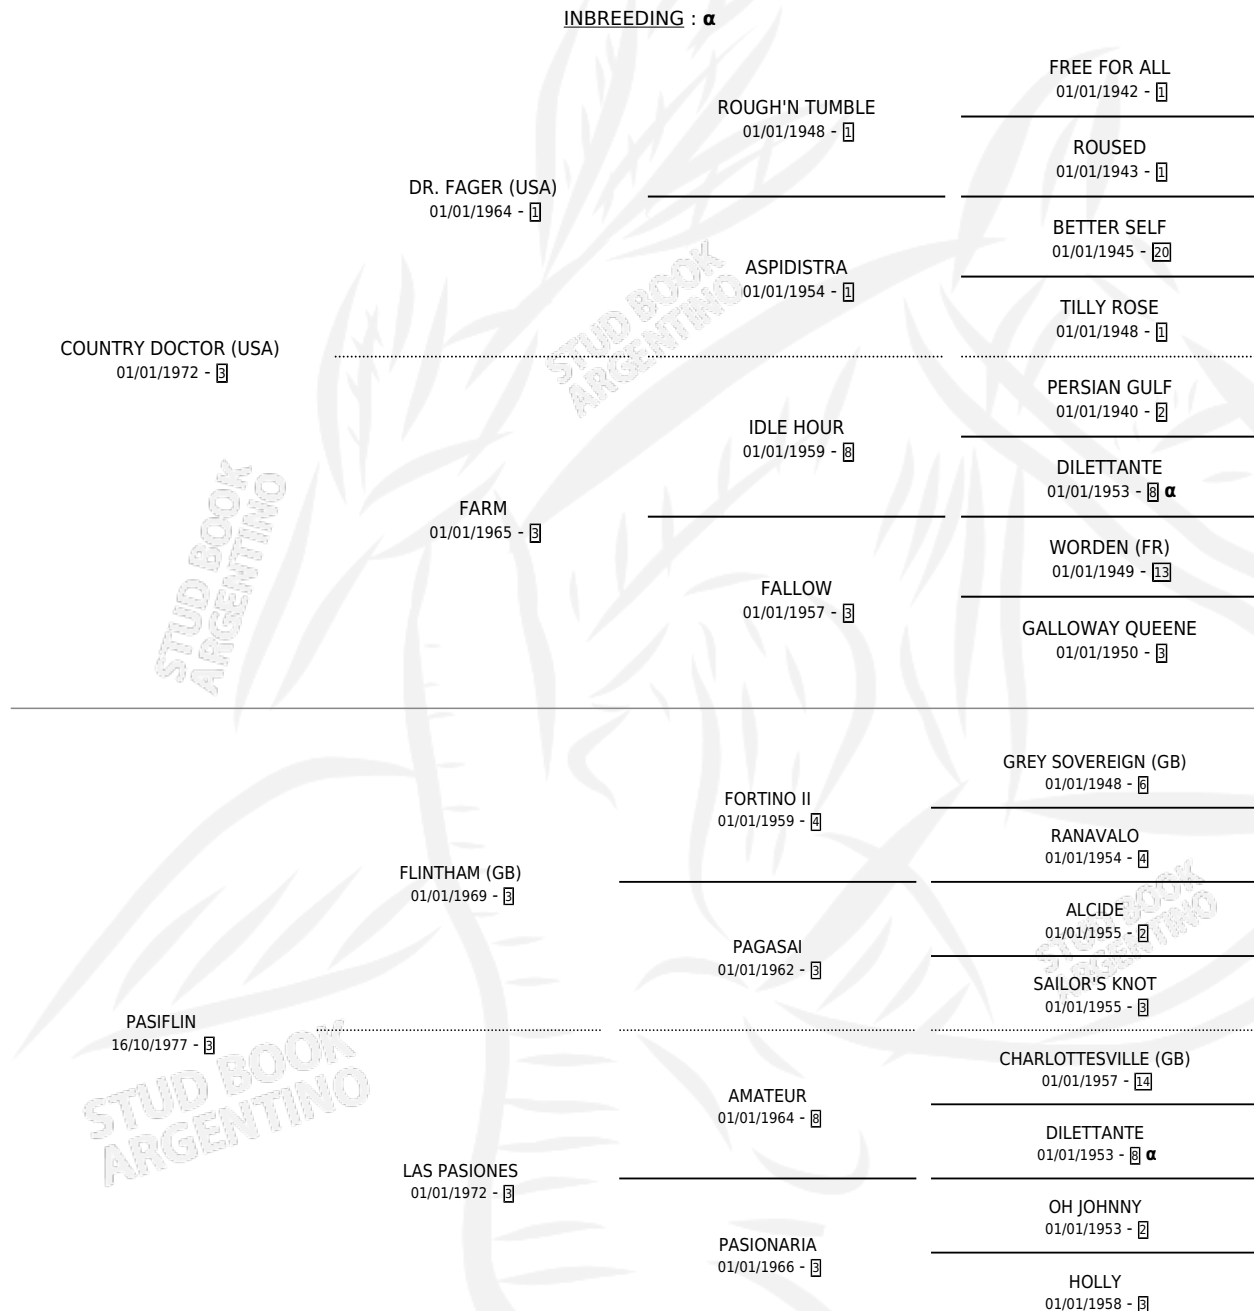 INBREEDING : α
FREE FOR ALL
01/01/1942 - 1
ROUGH'N TUMBLE
01/01/1948 - 1
ROUSED
01/01/1943 - 1
DR. FAGER (USA)
01/01/1964 - 1
BETTER SELF
01/01/1945 - 20
ASPIDISTRA
01/01/1954 - 1
TILLY ROSE
01/01/1948 - 1
COUNTRY DOCTOR (USA)
01/01/1972 - 3
PERSIAN GULF
01/01/1940 - 2
IDLE HOUR
01/01/1959 - 8
DILETTANTE
01/01/1953 - 8 α
FARM
01/01/1965 - 3
WORDEN (FR)
01/01/1949 - 13
FALLOW
01/01/1957 - 3
GALLOWAY QUEENE
01/01/1950 - 3
GREY SOVEREIGN (GB)
01/01/1948 - 6
FORTINO II
01/01/1959 - 4
RANAVALO
01/01/1954 - 4
FLINTHAM (GB)
01/01/1969 - 3
ALCIDE
01/01/1955 - 2
PAGASAI
01/01/1962 - 3
SAILOR'S KNOT
01/01/1955 - 3
PASIFLIN
16/10/1977 - 3
CHARLOTTESVILLE (GB)
01/01/1957 - 14
AMATEUR
01/01/1964 - 8
DILETTANTE
01/01/1953 - 8 α
LAS PASIONES
01/01/1972 - 3
OH JOHNNY
01/01/1953 - 2
PASIONARIA
01/01/1966 - 3
HOLLY
01/01/1958 - 3
STUD BOOK
ARGENTINO
STUD BOOK
ARGENTINO
STUD BOOK
ARGENTINO
STUD BOOK
ARGENTINO